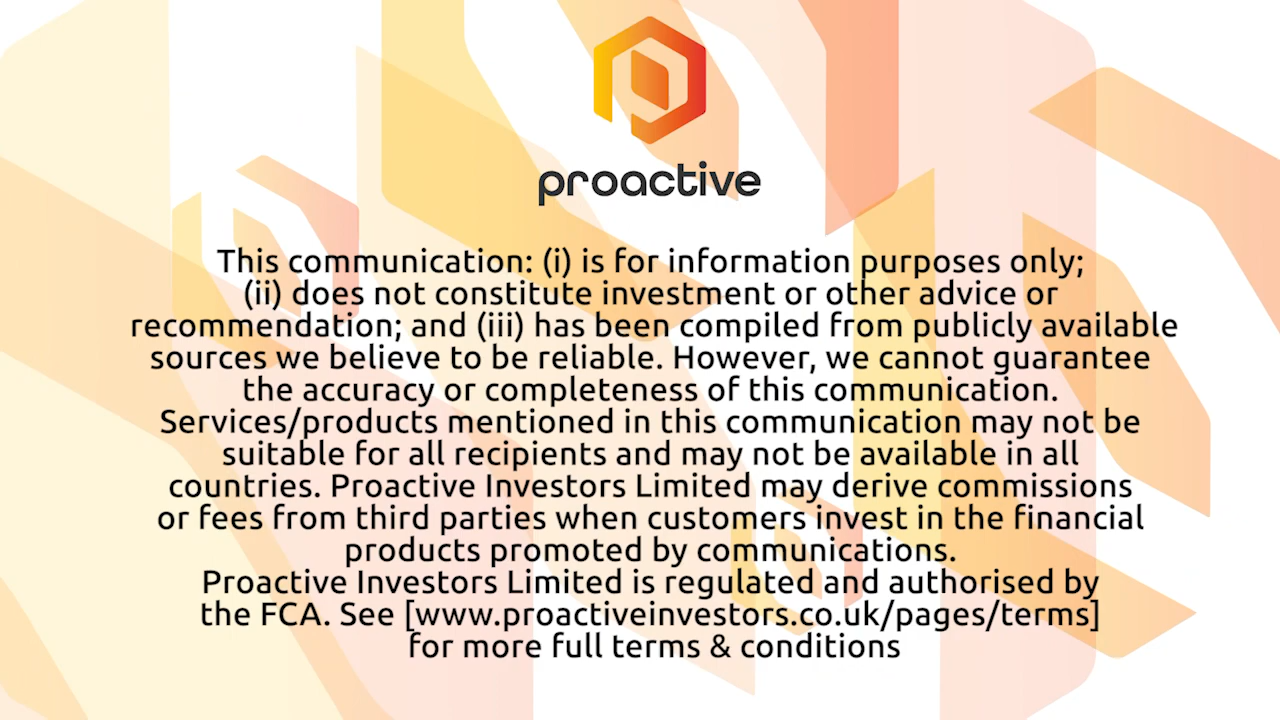 proactive
This communication: (i) is for information purposes only;
(ii) does not constitute investment or other advice or
recommendation; and (iii) has been compiled from publicly available
sources we believe to be reliable. However, we cannot guarantee
the accuracy or completeness of this communication.
Services/products mentioned in this communication may not be
suitable for all recipients and may not be available in all
countries. Proactive Investors Limited may derive commissions
or fees from third parties when customers invest in the financial
products promoted by communications.
Proactive Investors Limited is regulated and authorised by
the FCA. See [www.proactiveinvestors.co.uk/pages/terms]
for more full terms & conditions